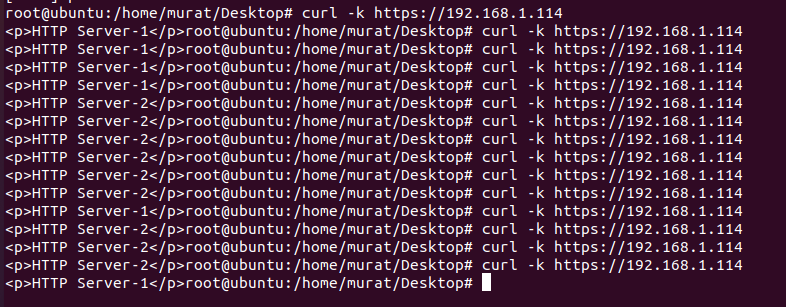 root@ubuntu:/home/murat/Desktop# curl -k https://192.168.1.114
<p>HTTP Server-1</p>root@ubuntu:/home/murat/Desktop# curl -k https://192.168.1.114
<p>HTTP Server-1</p>root@ubuntu:/home/murat/Desktop# curl -k https://192.168.1.114
<p>HTTP Server-1</p>root@ubuntu:/home/murat/Desktop# curl -k https://192.168.1.114
<p>HTTP Server-1</p>root@ubuntu:/home/murat/Desktop# curl -k https://192.168.1.114
<p>HTTP Server-2</p>root@ubuntu:/home/murat/Desktop# curl -k https://192.168.1.114
<p>HTTP Server-2</p>root@ubuntu:/home/murat/Desktop# curl -k https://192.168.1.114
<p>HTTP Server-2</p>root@ubuntu:/home/murat/Desktop# curl -k https://192.168.1.114
<p>HTTP Server-2</p>root@ubuntu:/home/murat/Desktop# curl -k https://192.168.1.114
<p>HTTP Server-2</p>root@ubuntu:/home/murat/Desktop# curl -k https://192.168.1.114
<p>HTTP Server-2</p>root@ubuntu:/home/murat/Desktop# curl -k https://192.168.1.114
<p>HTTP Server-1</p>root@ubuntu:/home/murat/Desktop# curl -k https://192.168.1.114
<p>HTTP Server-2</p>root@ubuntu:/home/murat/Desktop# curl -k https://192.168.1.114
<p>HTTP Server-2</p>root@ubuntu:/home/murat/Desktop# curl -k https://192.168.1.114
<p>HTTP Server-2</p>root@ubuntu:/home/murat/Desktop# curl -k https://192.168.1.114
<p>HTTP Server-1</p>root@ubuntu:/home/murat/Desktop#